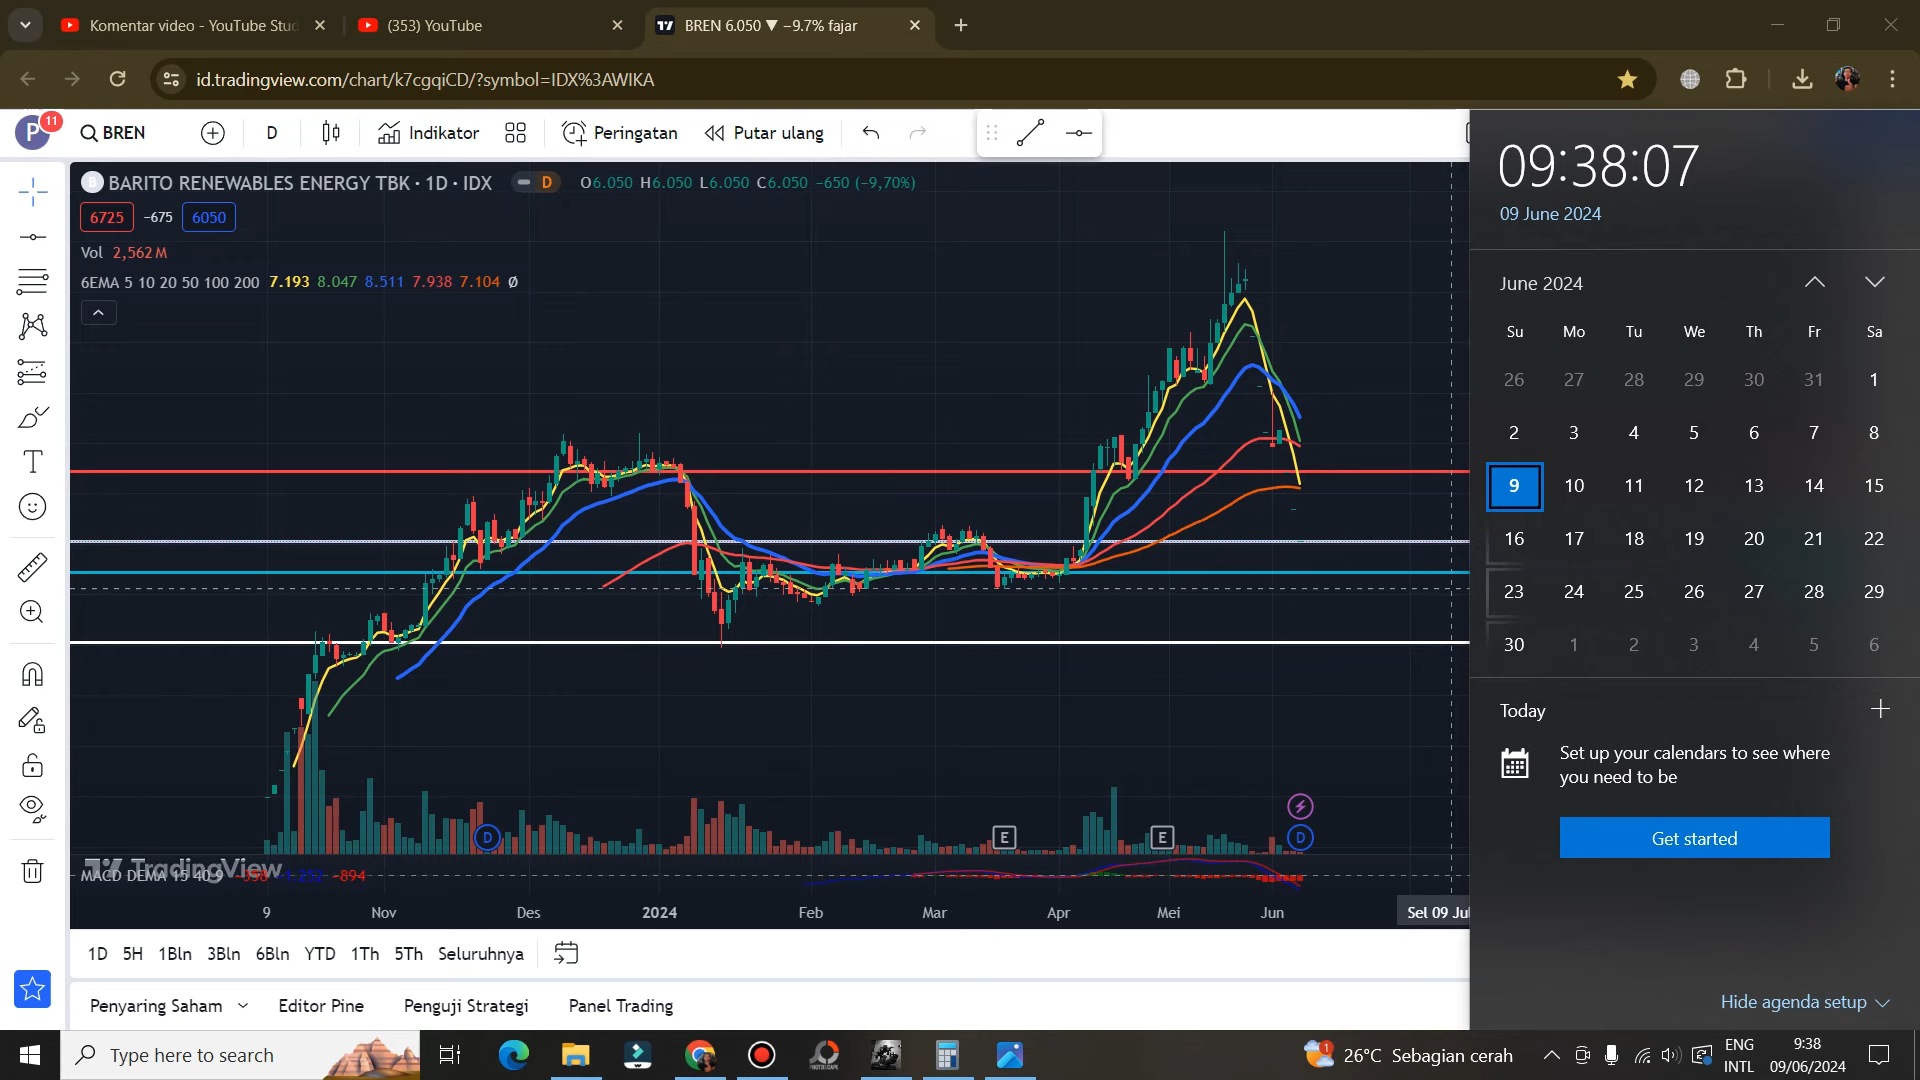 Komentar video - YouTube Stud
(353) YouTube
BREN 6.050 ▼ −9.7% fajar
id.tradingview.com/chart/k7cgqiCD/?symbol=IDX%3AWIKA
P
11
BREN
D
Indikator
Peringatan
Putar ulang
BARITO RENEWABLES ENERGY TBK · 1D · IDX
D
O6.050 H6.050 L6.050 C6.050 −650 (−9,70%)
6725 −675 6050
Vol 2,562 M
6EMA 5 10 20 50 100 200 7.193 8.047 8.511 7.938 7.104 Ø
D
E
E
D
TradingView
MACD DEMA 15 40 9 -894
9 Nov Des 2024 Feb Mar Apr Mei Jun Sel 09 Jul
1D 5H 1Bln 3Bln 6Bln YTD 1Th 5Th Seluruhnya
Penyaring Saham Editor Pine Penguji Strategi Panel Trading
09:38:07
09 June 2024
June 2024
Su Mo Tu We Th Fr Sa
26 27 28 29 30 31 1
2 3 4 5 6 7 8
9 10 11 12 13 14 15
16 17 18 19 20 21 22
23 24 25 26 27 28 29
30 1 2 3 4 5 6
Today
Set up your calendars to see where
you need to be
Get started
Hide agenda setup
Type here to search
26°C Sebagian cerah
ENG
INTL
9:38
09/06/2024